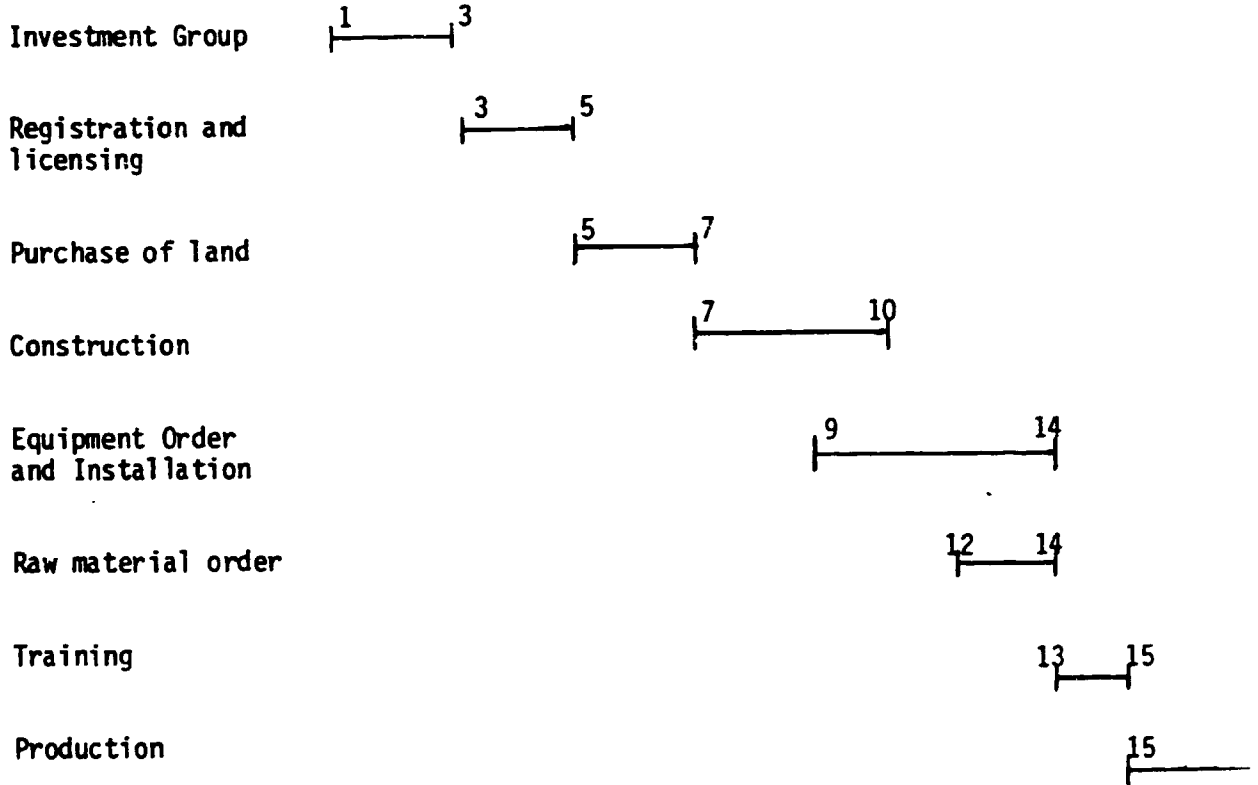 Investment Group 1 3
Registration and 3 5
licensing
Purchase of land 5 7
Construction 7 10
Equipment Order 9 14
and Installation
Raw material order 12 14
Training 13 15
Production 15